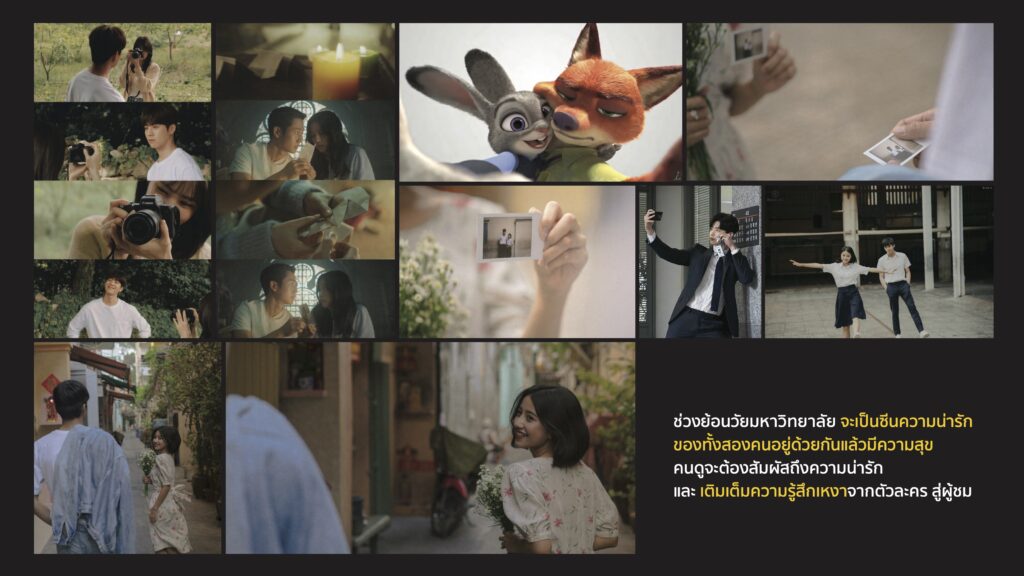 ช่วงย้อนวัยมหาวิทยาลัย จะเป็นซีนความน่ารัก
ของทั้งสองคนอยู่ด้วยกันแล้วมีความสุข
คนดูจะต้องสัมผัสถึงความน่ารัก
และ เติมเต็มความรู้สึกเหงาจากตัวละคร สู่ผู้ชม